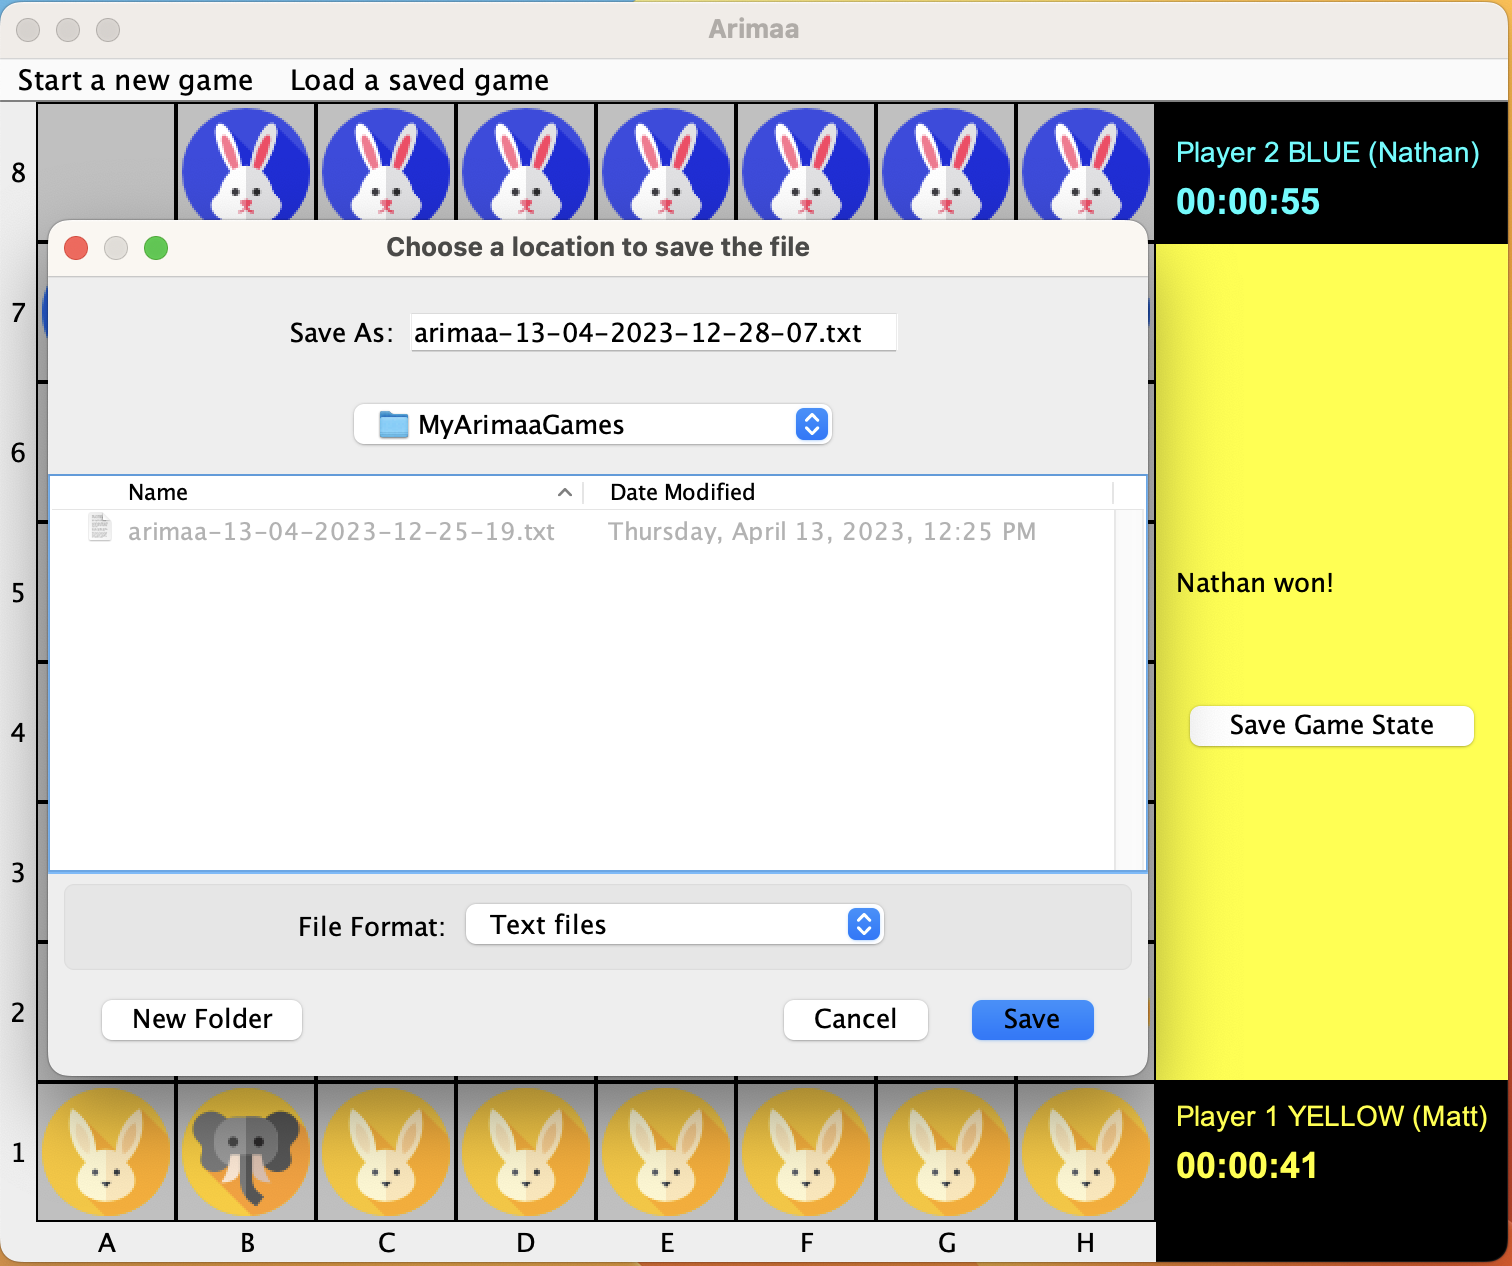 Arimaa
Start a new game Load a saved game
8
Player 2 BLUE (Nathan)
00:00:55
Choose a location to save the file
7
Save As: arimaa-13-04-2023-12-28-07.txt
MyArimaaGames
6
Name Date Modified
arimaa-13-04-2023-12-25-19.txt Thursday, April 13, 2023, 12:25 PM
5
Nathan won!
4
Save Game State
3
File Format: Text files
2
New Folder Cancel Save
Player 1 YELLOW (Matt)
1
00:00:41
A B C D E F G H